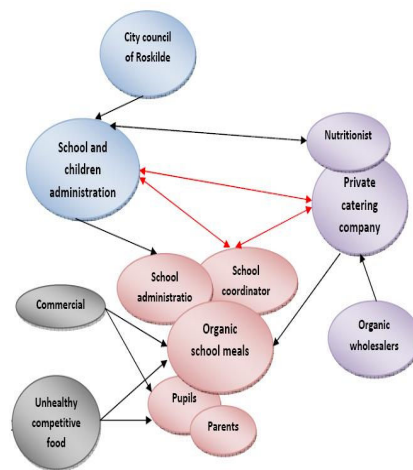 City council
of Roskilde
School and
children
administration
Nutritionist
Private
catering
company
School
administratio
School
coordinator
Commercial
Organic
school meals
Organic
wholesalers
Unhealthy
competitive
food
Pupils
Parents